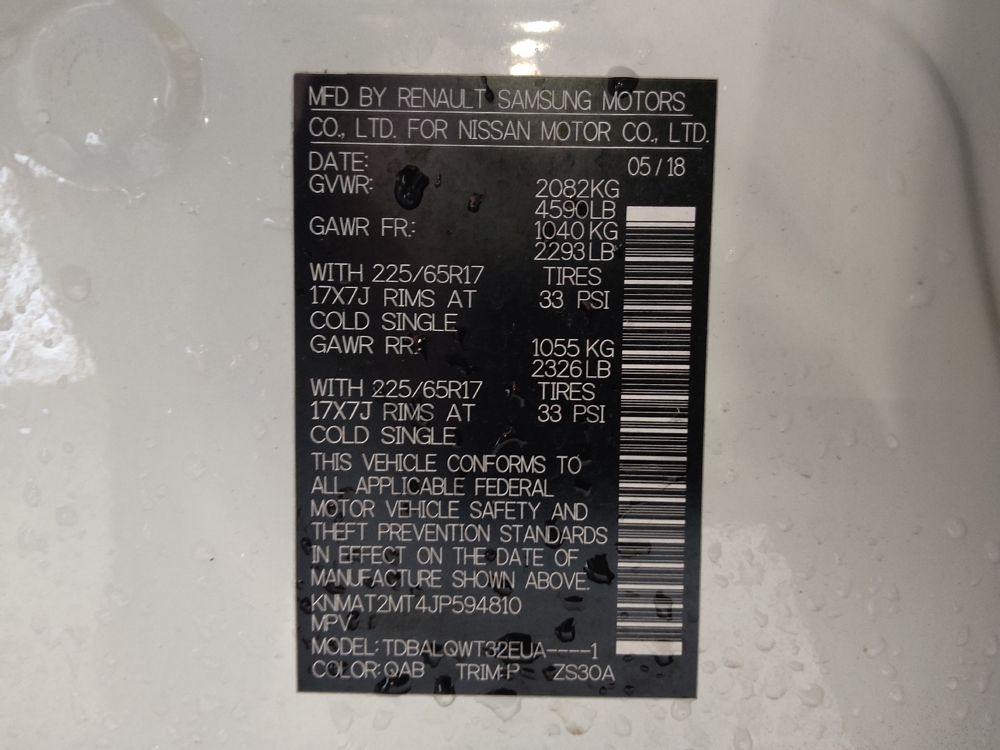 MFD BY RENAULT SAMSUNG MOTORS
CO., LTD. FOR NISSAN MOTOR CO., LTD.
DATE: 05 / 18
GVWR: 2082KG
4590LB
GAWR FR.: 1040 KG
2293 LB
WITH 225/65R17 TIRES
17X7J RIMS AT 33 PSI
COLD SINGLE
GAWR RR.: 1055 KG
2326 LB
WITH 225/65R17 TIRES
17X7J RIMS AT 33 PSI
COLD SINGLE
THIS VEHICLE CONFORMS TO
ALL APPLICABLE FEDERAL
MOTOR VEHICLE SAFETY AND
THEFT PREVENTION STANDARDS
IN EFFECT ON THE DATE OF
MANUFACTURE SHOWN ABOVE.
KNMAT2MT4JP594810
MPV
MODEL: TDBALQWT32EUA----1
COLOR: QAB TRIM: P ZS30A